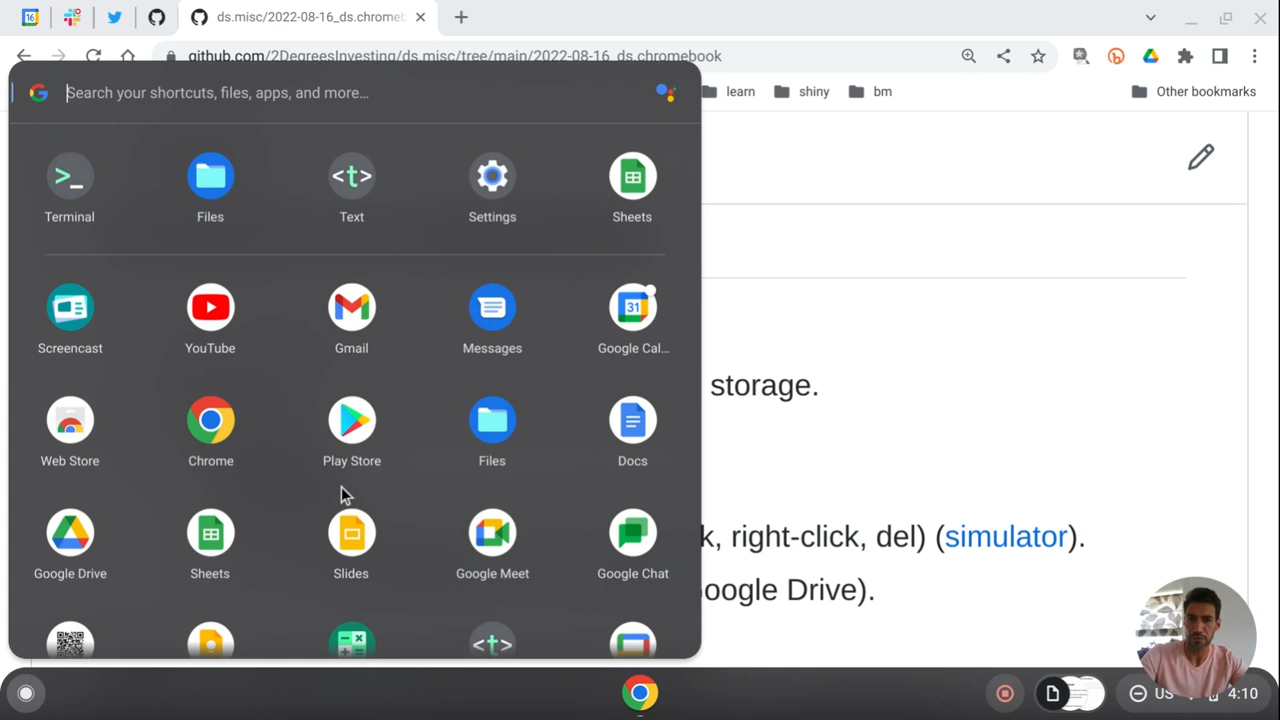 16
ds.misc/2022-08-16_ds.chromeb
github.com/2DegreesInvesting/ds.misc/tree/main/2022-08-16_ds.chromebook
Search your shortcuts, files, apps, and more...
learn
shiny
bm
Other bookmarks
>_
<t>
Terminal
Files
Text
Settings
Sheets
31
Screencast
YouTube
Gmail
Messages
Google Cal...
storage.
Web Store
Chrome
Play Store
Files
Docs
k, right-click, del) (simulator).
Google Drive
Sheets
Slides
Google Meet
Google Chat
oogle Drive).
<t>
US
4:10